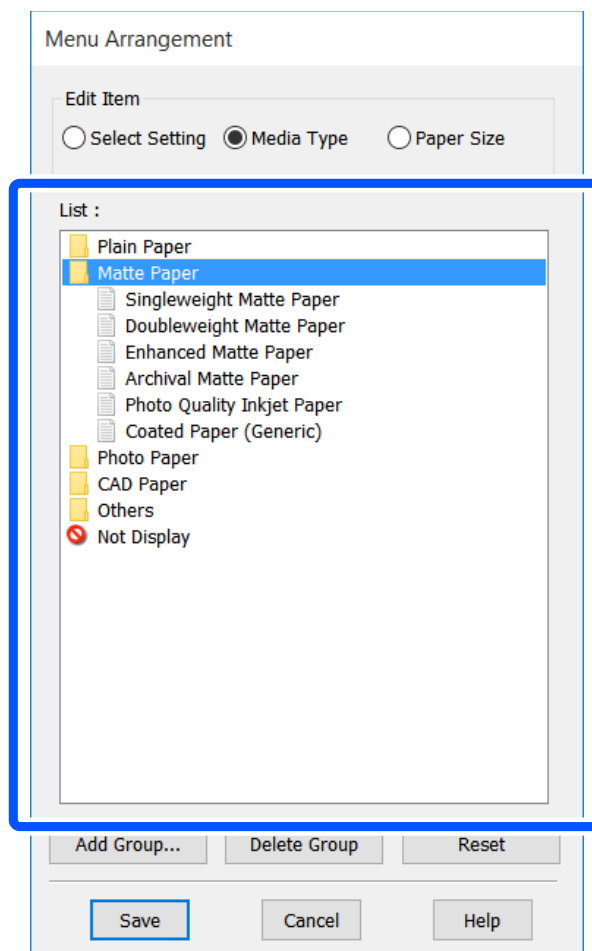 Menu Arrangement
Edit Item
Select Setting Media Type Paper Size
List :
Plain Paper
Matte Paper
Singleweight Matte Paper
Doubleweight Matte Paper
Enhanced Matte Paper
Archival Matte Paper
Photo Quality Inkjet Paper
Coated Paper (Generic)
Photo Paper
CAD Paper
Others
Not Display
Add Group... Delete Group Reset
Save Cancel Help